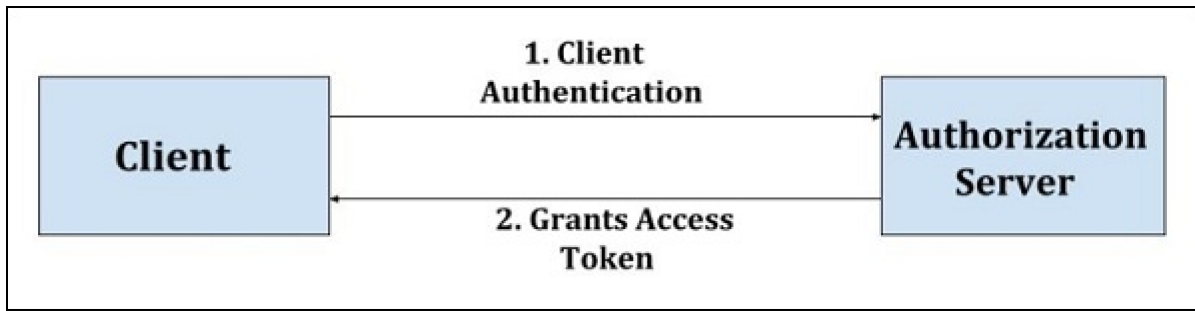 1. Client
Authentication
Client
Authorization
Server
2. Grants Access
Token